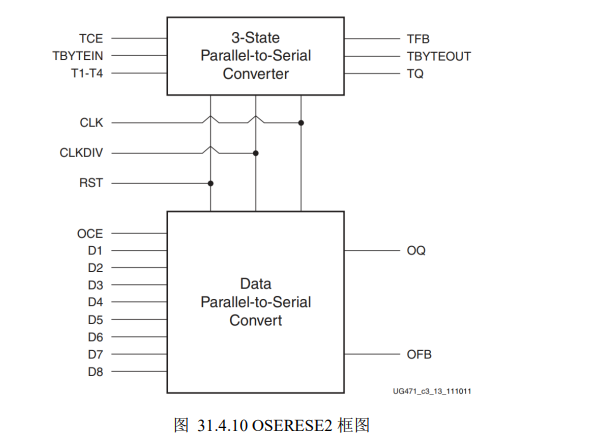 TCE
TBYTEIN
T1-T4
3-State
Parallel-to-Serial
Converter
TFB
TBYTEOUT
TQ
CLK
CLKDIV
RST
OCE
D1
D2
D3
D4
D5
D6
D7
D8
Data
Parallel-to-Serial
Convert
OQ
OFB
UG471_c3_13_111011
图 31.4.10 OSERESE2 框图